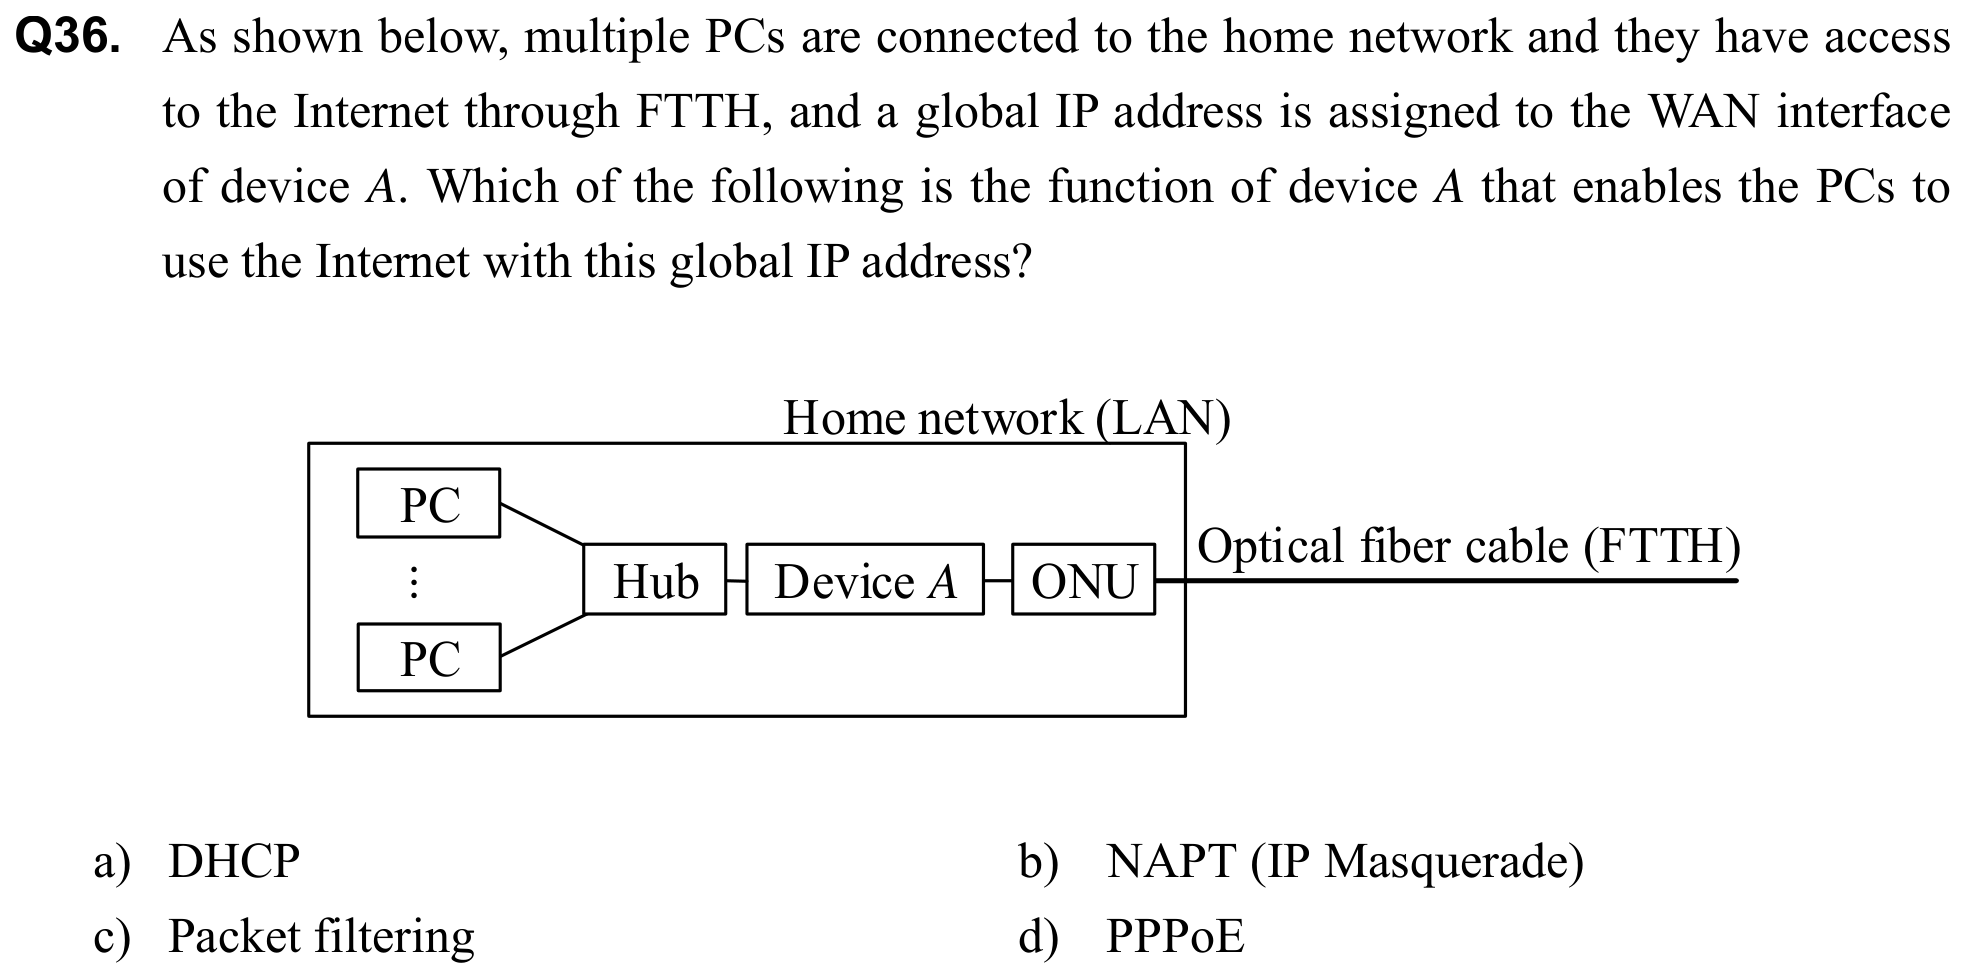 Q36. As shown below, multiple PCs are connected to the home network and they have access
to the Internet through FTTH, and a global IP address is assigned to the WAN interface
of device A. Which of the following is the function of device A that enables the PCs to
use the Internet with this global IP address?
Home network (LAN)
PC
⋮
PC
Hub
Device A
ONU
Optical fiber cable (FTTH)
a) DHCP
b) NAPT (IP Masquerade)
c) Packet filtering
d) PPPoE